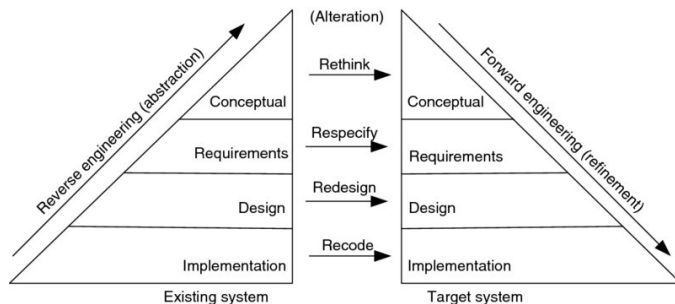 (Alteration)
Reverse engineering (abstraction)
Rethink
Forward engineering (refinement)
Conceptual
Conceptual
Respecify
Requirements
Requirements
Redesign
Design
Design
Recode
Implementation
Implementation
Existing system
Target system